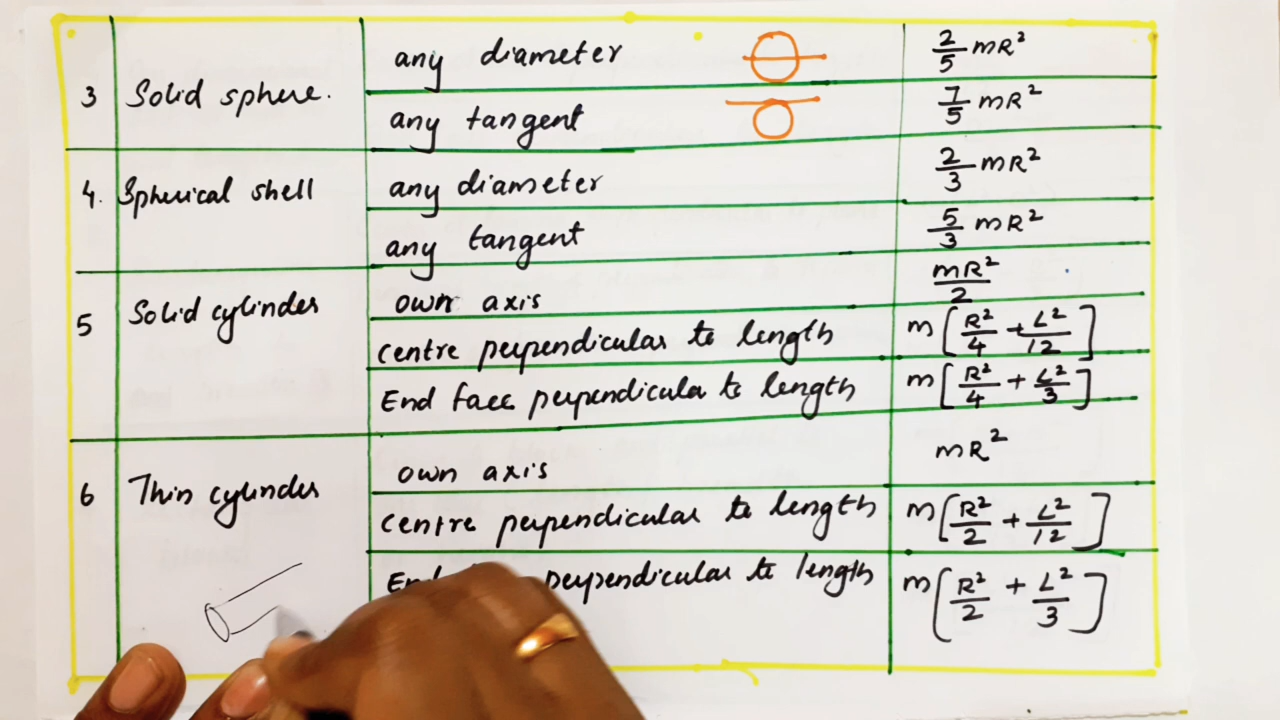 any diameter 2/5 mR²
3 Solid sphere.
any tangent 7/5 mR²
4. Spherical shell any diameter 2/3 mR²
any tangent 5/3 mR²
5 Solid cylinder own axis mR²/2
centre perpendicular to length m[R²/4 + L²/12]
End face perpendicular to length m[R²/4 + L²/3]
6 Thin cylinder own axis mR²
centre perpendicular to length m[R²/2 + L²/12]
perpendicular to length m[R²/2 + L²/3]